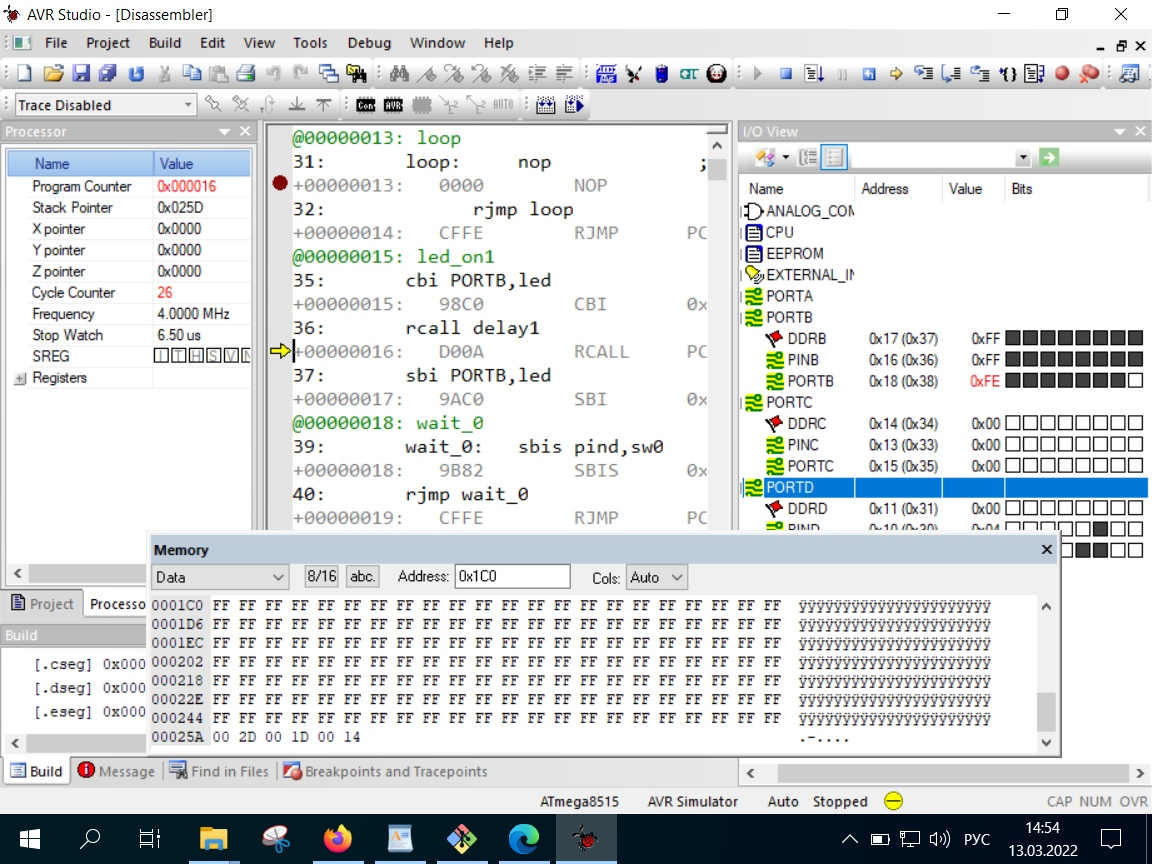 AVR Studio - [Disassembler]
File Project Build Edit View Tools Debug Window Help
Trace Disabled
Con AVR AUTO
Processor
Name Value
Program Counter 0x000016
Stack Pointer 0x025D
X pointer 0x0000
Y pointer 0x0000
Z pointer 0x0000
Cycle Counter 26
Frequency 4.0000 MHz
Stop Watch 6.50 us
SREG I T H S V N
Registers
@00000013: loop
31: loop: nop ;
+00000013: 0000 NOP
32: rjmp loop
+00000014: CFFE RJMP PC
@00000015: led_on1
35: cbi PORTB,led
+00000015: 98C0 CBI 0x
36: rcall delay1
+00000016: D00A RCALL PC
37: sbi PORTB,led
+00000017: 9AC0 SBI 0x
@00000018: wait_0
39: wait_0: sbis pind,sw0
+00000018: 9B82 SBIS 0x
40: rjmp wait_0
+00000019: CFFE RJMP PC
I/O View
Name Address Value Bits
ANALOG_COM
CPU
EEPROM
EXTERNAL_IN
PORTA
PORTB
DDRB 0x17 (0x37) 0xFF
PINB 0x16 (0x36) 0xFF
PORTB 0x18 (0x38) 0xFE
PORTC
DDRC 0x14 (0x34) 0x00
PINC 0x13 (0x33) 0x00
PORTC 0x15 (0x35) 0x00
PORTD
DDRD 0x11 (0x31) 0x00
PIND 0x10 (0x30) 0x04
Project Processo
Build
[.cseg] 0x000
[.dseg] 0x000
[.eseg] 0x000
Memory
Data 8/16 abc. Address: 0x1C0 Cols: Auto
0001C0 FF FF FF FF FF FF FF FF FF FF FF FF FF FF FF FF FF FF FF FF FF FF ÿÿÿÿÿÿÿÿÿÿÿÿÿÿÿÿÿÿÿÿÿÿ
0001D6 FF FF FF FF FF FF FF FF FF FF FF FF FF FF FF FF FF FF FF FF FF FF ÿÿÿÿÿÿÿÿÿÿÿÿÿÿÿÿÿÿÿÿÿÿ
0001EC FF FF FF FF FF FF FF FF FF FF FF FF FF FF FF FF FF FF FF FF FF FF ÿÿÿÿÿÿÿÿÿÿÿÿÿÿÿÿÿÿÿÿÿÿ
000202 FF FF FF FF FF FF FF FF FF FF FF FF FF FF FF FF FF FF FF FF FF FF ÿÿÿÿÿÿÿÿÿÿÿÿÿÿÿÿÿÿÿÿÿÿ
000218 FF FF FF FF FF FF FF FF FF FF FF FF FF FF FF FF FF FF FF FF FF FF ÿÿÿÿÿÿÿÿÿÿÿÿÿÿÿÿÿÿÿÿÿÿ
00022E FF FF FF FF FF FF FF FF FF FF FF FF FF FF FF FF FF FF FF FF FF FF ÿÿÿÿÿÿÿÿÿÿÿÿÿÿÿÿÿÿÿÿÿÿ
000244 FF FF FF FF FF FF FF FF FF FF FF FF FF FF FF FF FF FF FF FF FF FF ÿÿÿÿÿÿÿÿÿÿÿÿÿÿÿÿÿÿÿÿÿÿ
00025A 00 2D 00 1D 00 14 .-....
Build Message Find in Files Breakpoints and Tracepoints
ATmega8515 AVR Simulator Auto Stopped CAP NUM OVR
РУС
14:54
13.03.2022